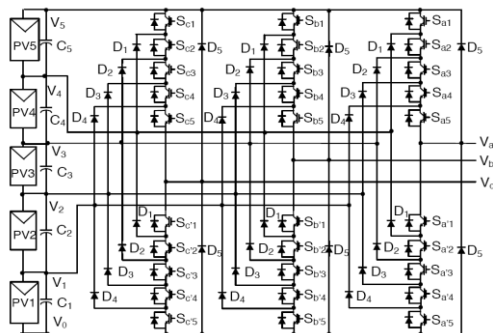 V5 PV5 C5 D1 Sc1 D5 D1 Sb1 D5 D1 Sa1 D5
D2 Sc2 D2 Sb2 D2 Sa2
V4 PV4 C4 D3 Sc3 D3 Sb3 D3 Sa3
D4 Sc4 D4 Sb4 D4 Sa4
Sc5 Sb5 Sa5
V3 PV3 C3 Va
Vb
Vc
V2 PV2 C2 D1 Sc'1 D1 Sb'1 D1 Sa'1
D2 Sc'2 D5 D2 Sb'2 D5 D2 Sa'2 D5
V1 PV1 C1 D3 Sc'3 D3 Sb'3 D3 Sa'3
D4 Sc'4 D4 Sb'4 D4 Sa'4
V0 Sc'5 Sb'5 Sa'5